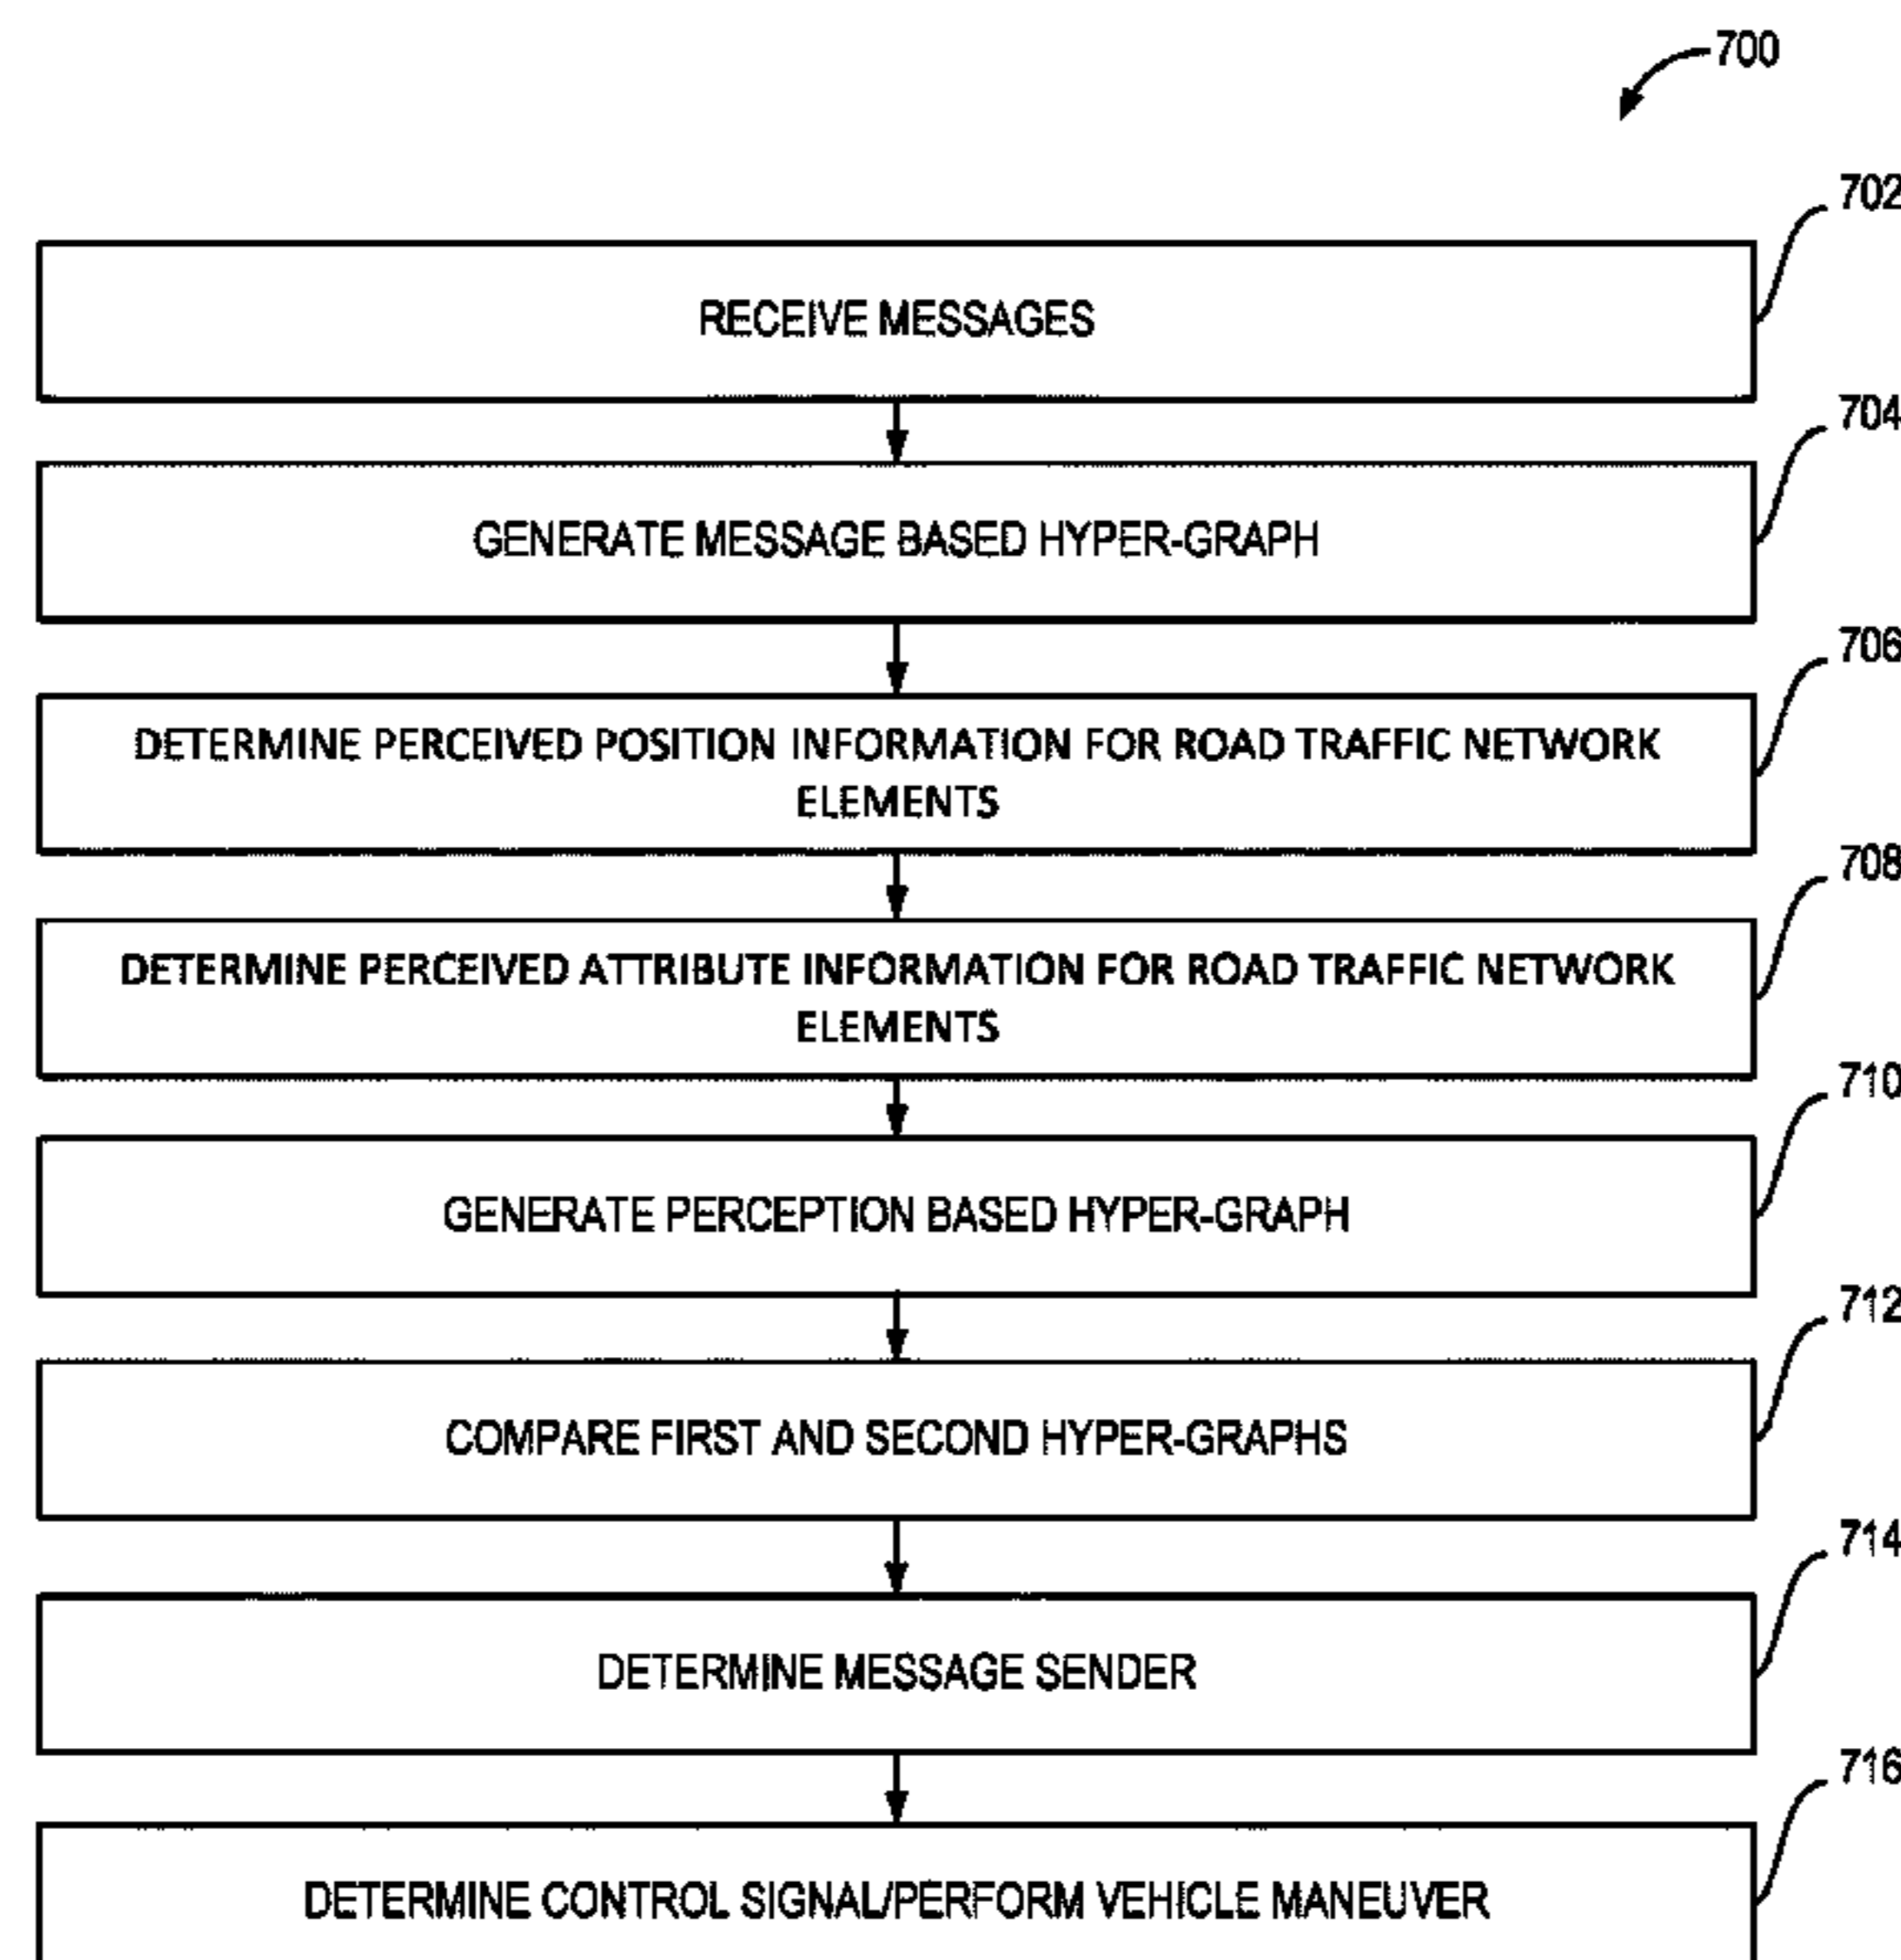 700
702
RECEIVE MESSAGES
704
GENERATE MESSAGE BASED HYPER-GRAPH
706
DETERMINE PERCEIVED POSITION INFORMATION FOR ROAD TRAFFIC NETWORK
ELEMENTS
708
DETERMINE PERCEIVED ATTRIBUTE INFORMATION FOR ROAD TRAFFIC NETWORK
ELEMENTS
710
GENERATE PERCEPTION BASED HYPER-GRAPH
712
COMPARE FIRST AND SECOND HYPER-GRAPHS
714
DETERMINE MESSAGE SENDER
716
DETERMINE CONTROL SIGNAL/PERFORM VEHICLE MANEUVER